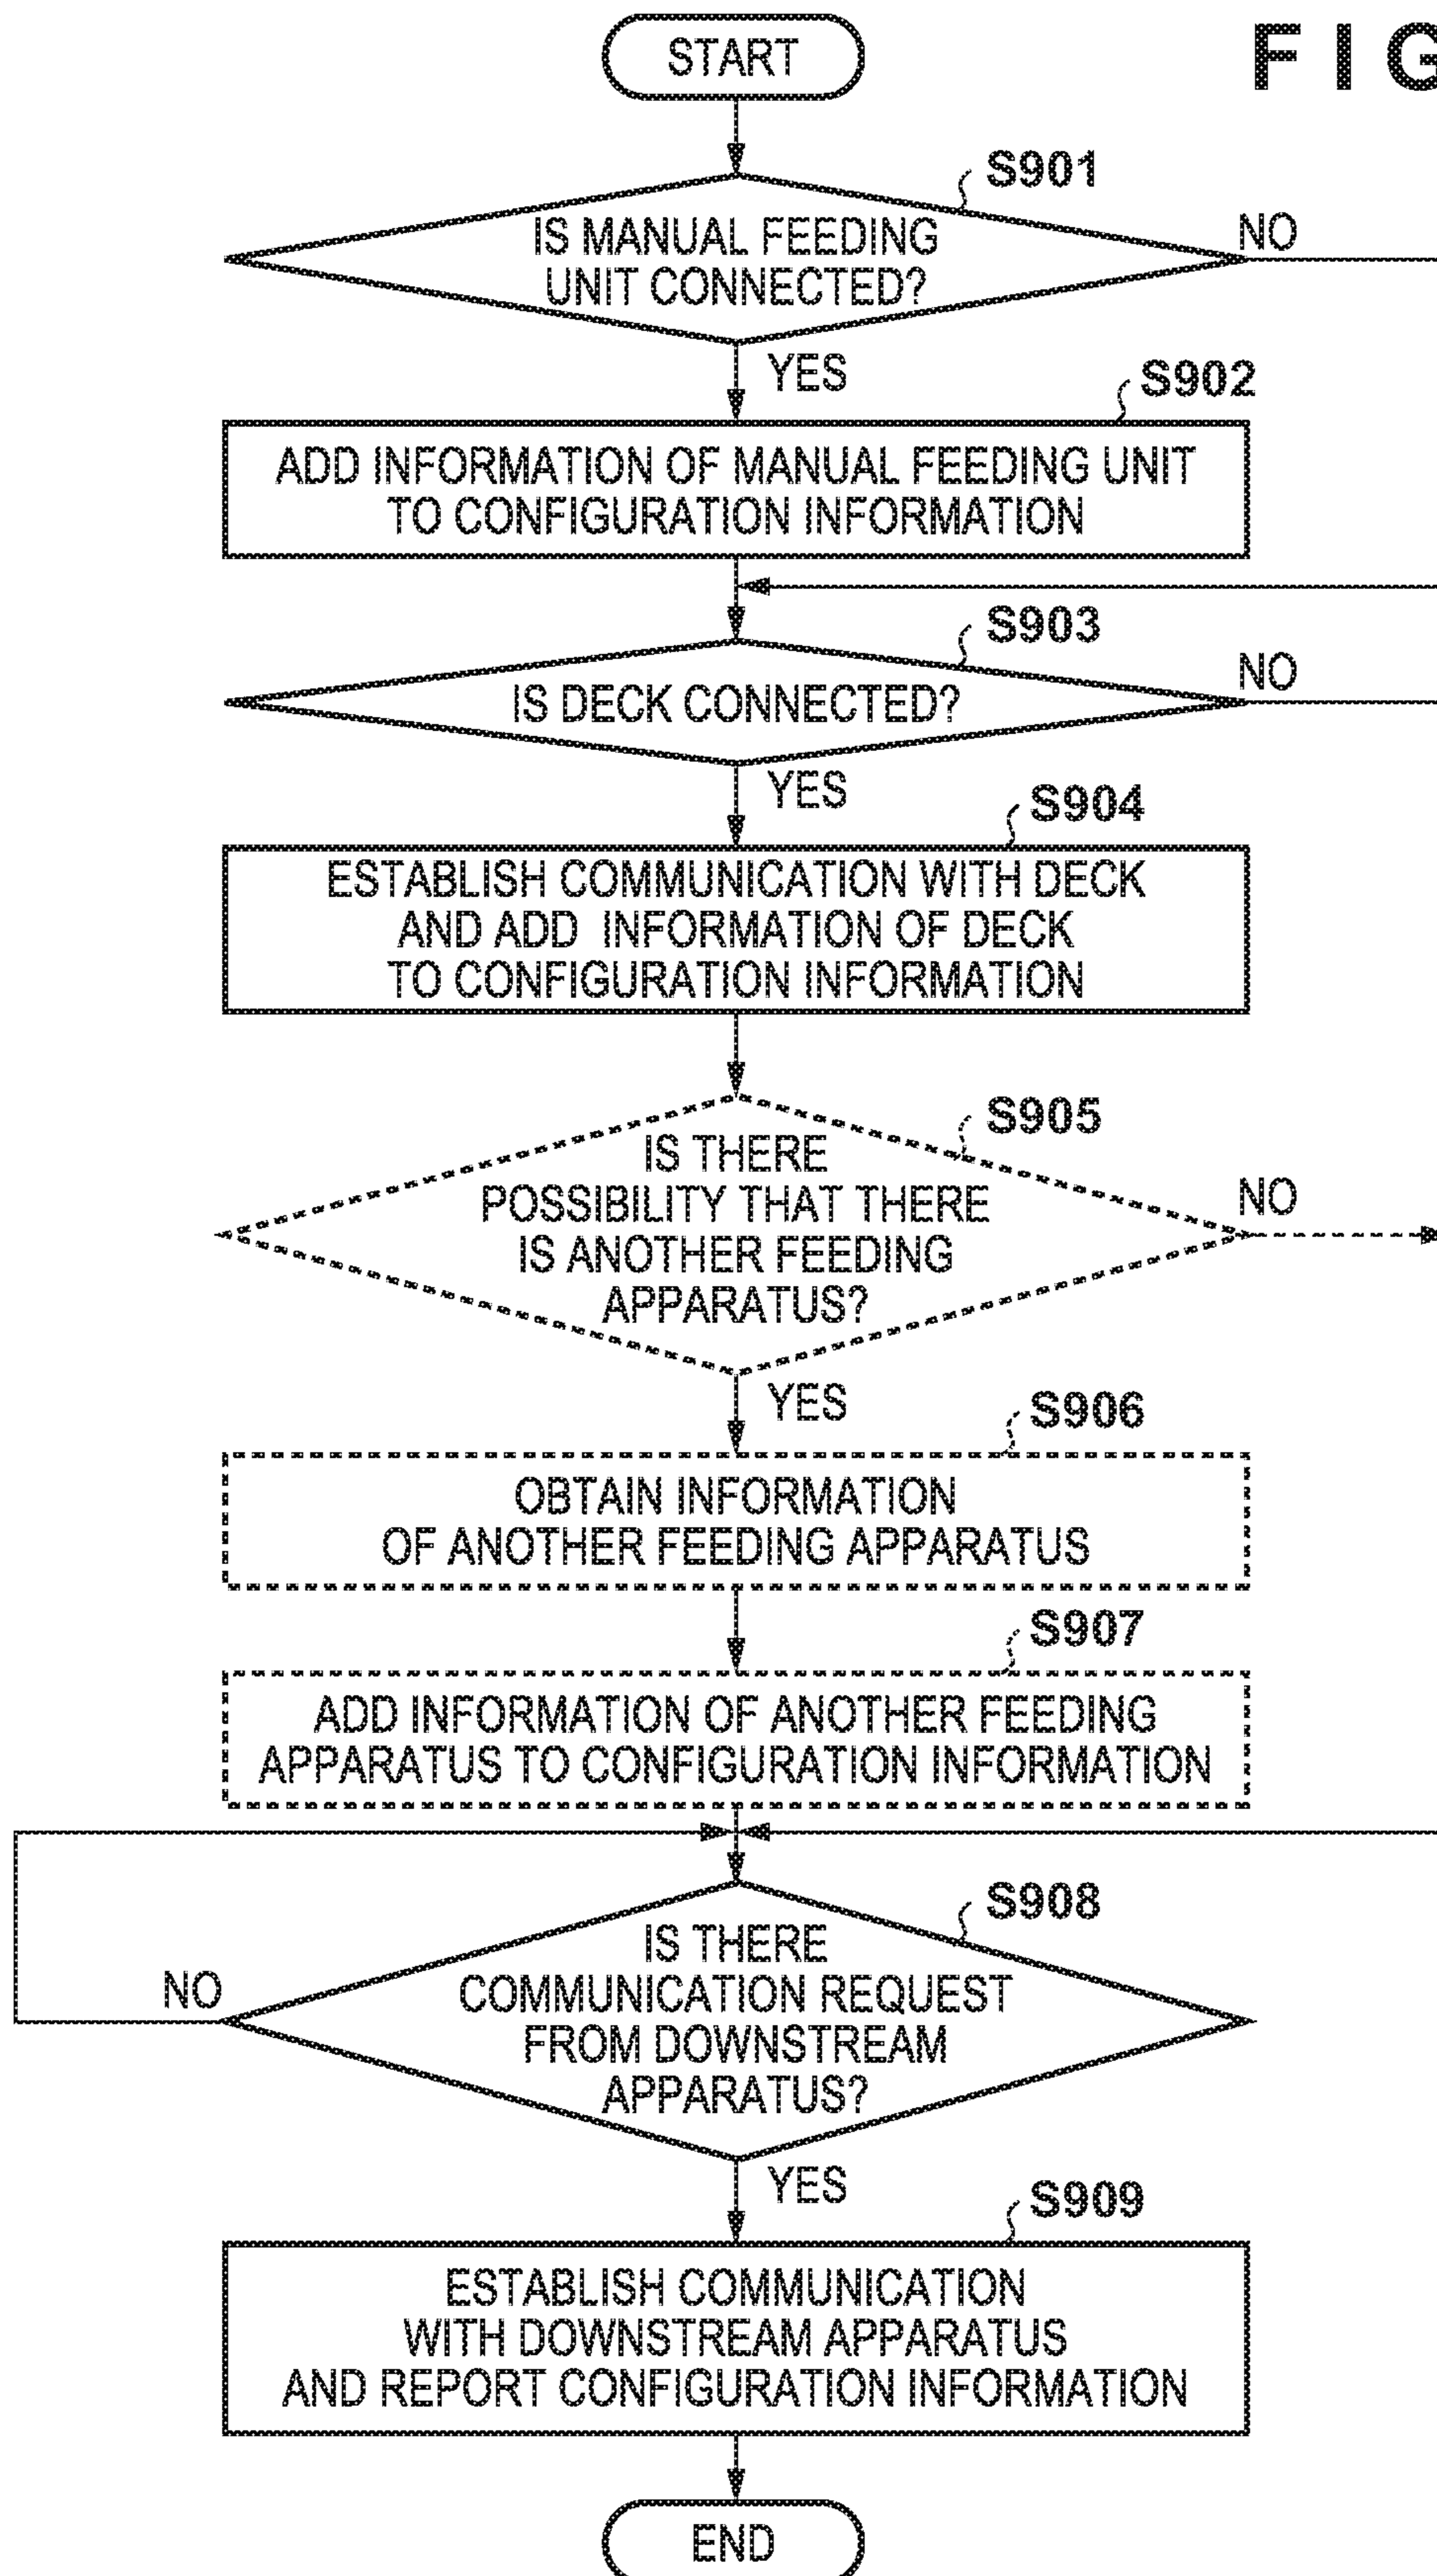 START
FIG
S901
IS MANUAL FEEDING
UNIT CONNECTED?
NO
YES
S902
ADD INFORMATION OF MANUAL FEEDING UNIT
TO CONFIGURATION INFORMATION
S903
IS DECK CONNECTED?
NO
YES
S904
ESTABLISH COMMUNICATION WITH DECK
AND ADD INFORMATION OF DECK
TO CONFIGURATION INFORMATION
S905
IS THERE
POSSIBILITY THAT THERE
IS ANOTHER FEEDING
APPARATUS?
NO
YES
S906
OBTAIN INFORMATION
OF ANOTHER FEEDING APPARATUS
S907
ADD INFORMATION OF ANOTHER FEEDING
APPARATUS TO CONFIGURATION INFORMATION
S908
IS THERE
COMMUNICATION REQUEST
FROM DOWNSTREAM
APPARATUS?
NO
YES
S909
ESTABLISH COMMUNICATION
WITH DOWNSTREAM APPARATUS
AND REPORT CONFIGURATION INFORMATION
END